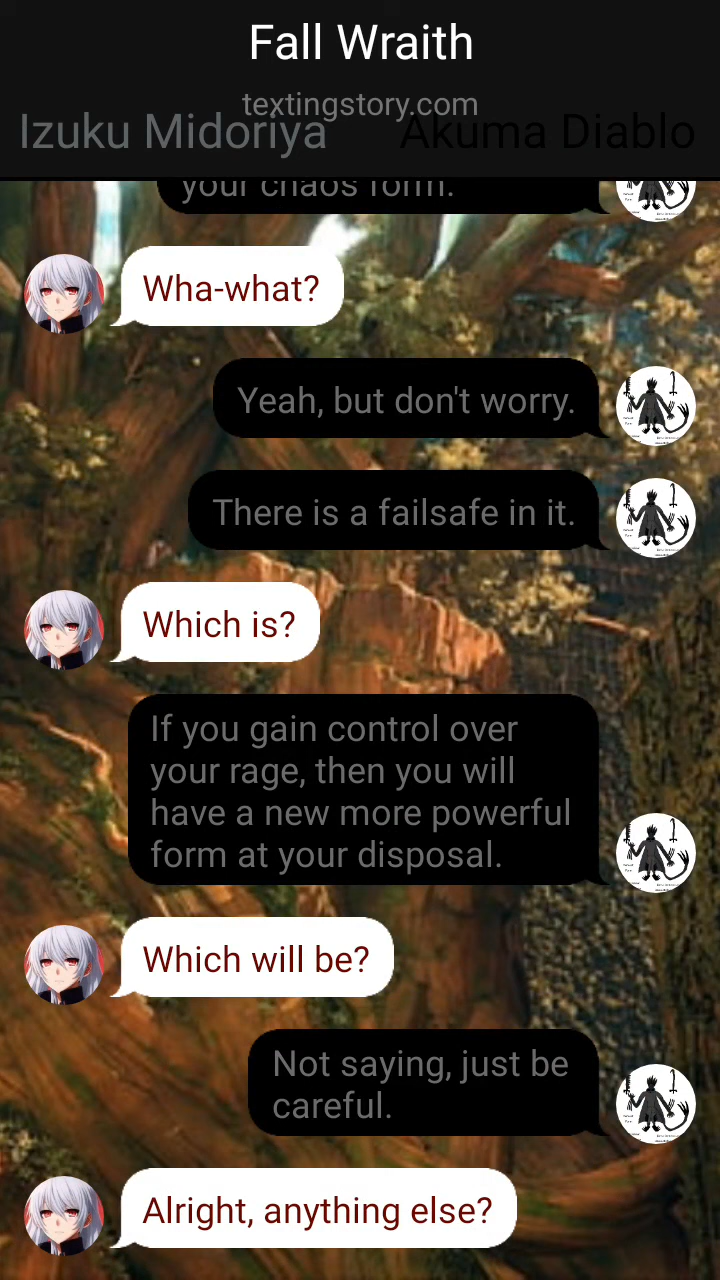 Fall Wraith
textingstory.com
Izuku Midoriya
Akuma Diablo
your chaos form.
Wha-what?
Yeah, but don't worry.
There is a failsafe in it.
Which is?
If you gain control over
your rage, then you will
have a new more powerful
form at your disposal.
Which will be?
Not saying, just be
careful.
Alright, anything else?